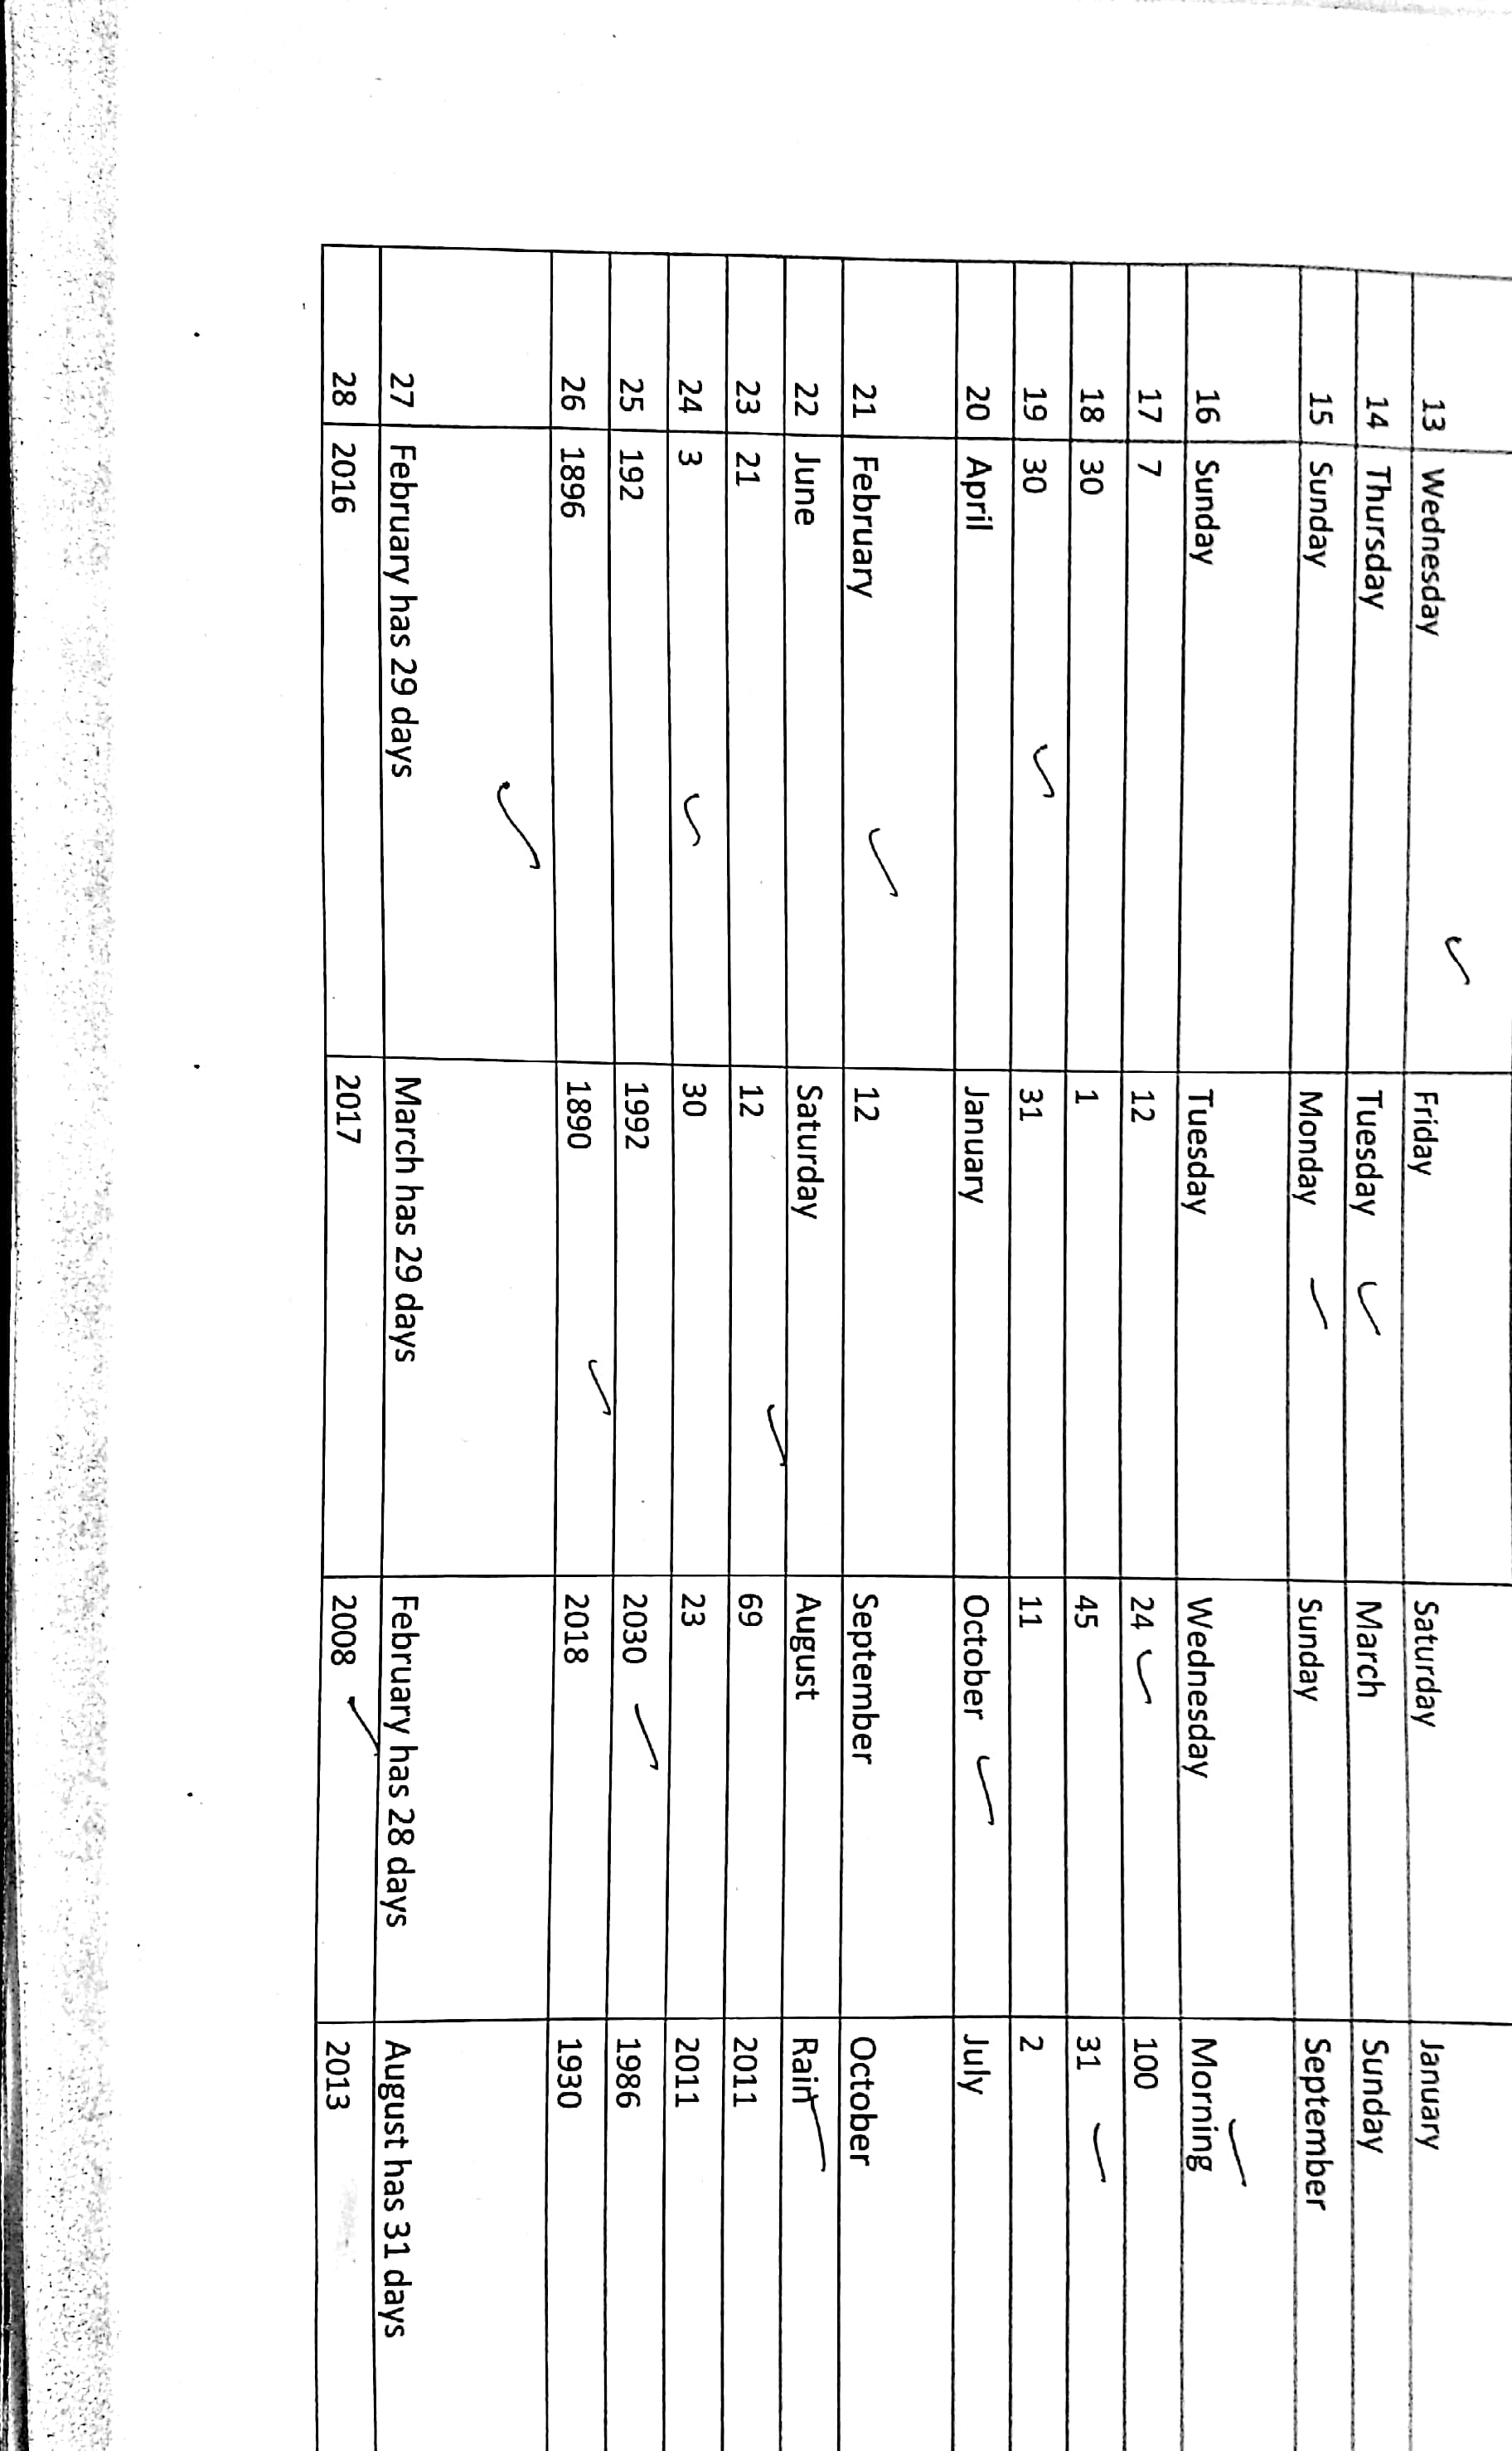 13 Wednesday ✓ Friday Saturday January
14 Thursday Tuesday ✓ March Sunday
15 Sunday Monday ✓ Sunday September
16 Sunday Tuesday Wednesday Morning ✓
17 7 12 24 ✓ 100
18 30 1 45 31 ✓
19 30 ✓ 31 11 2
20 April January October ✓ July
21 February ✓ 12 September October
22 June Saturday August Rain ✓
23 21 12 ✓ 69 2011
24 3 ✓ 30 23 2011
25 192 1992 2030 ✓ 1986
26 1896 1890 ✓ 2018 1930
27 February has 29 days ✓ March has 29 days February has 28 days August has 31 days
28 2016 2017 2008 ✓ 2013